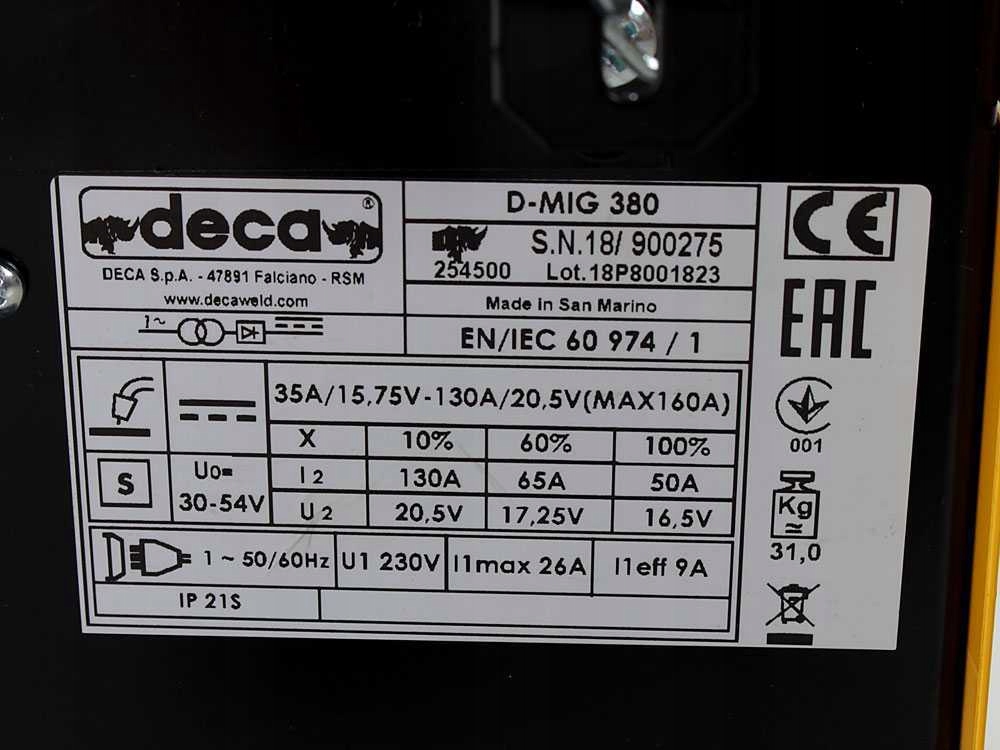 deca®
DECA S.p.A. - 47891 Falciano - RSM
www.decaweld.com
1~
D-MIG 380
254500
S.N.18/ 900275
Lot.18P8001823
Made in San Marino
EN/IEC 60 974 / 1
CE
EAC
001
Kg
≃
31,0
35A/15,75V-130A/20,5V(MAX160A)
X 10% 60% 100%
S
Uo=
30-54V
I2 130A 65A 50A
U2 20,5V 17,25V 16,5V
1 ~ 50/60Hz U1 230V I1max 26A I1eff 9A
IP 21S